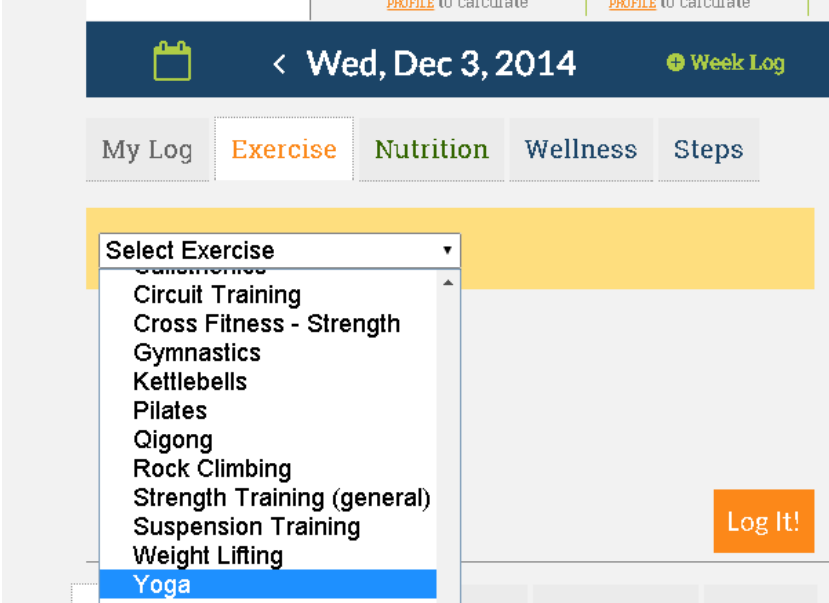 PROFILE to calculate PROFILE to calculate
< Wed, Dec 3, 2014 Week Log
My Log Exercise Nutrition Wellness Steps
Select Exercise
Circuit Training
Cross Fitness - Strength
Gymnastics
Kettlebells
Pilates
Qigong
Rock Climbing
Strength Training (general)
Log It!
Suspension Training
Weight Lifting
Yoga